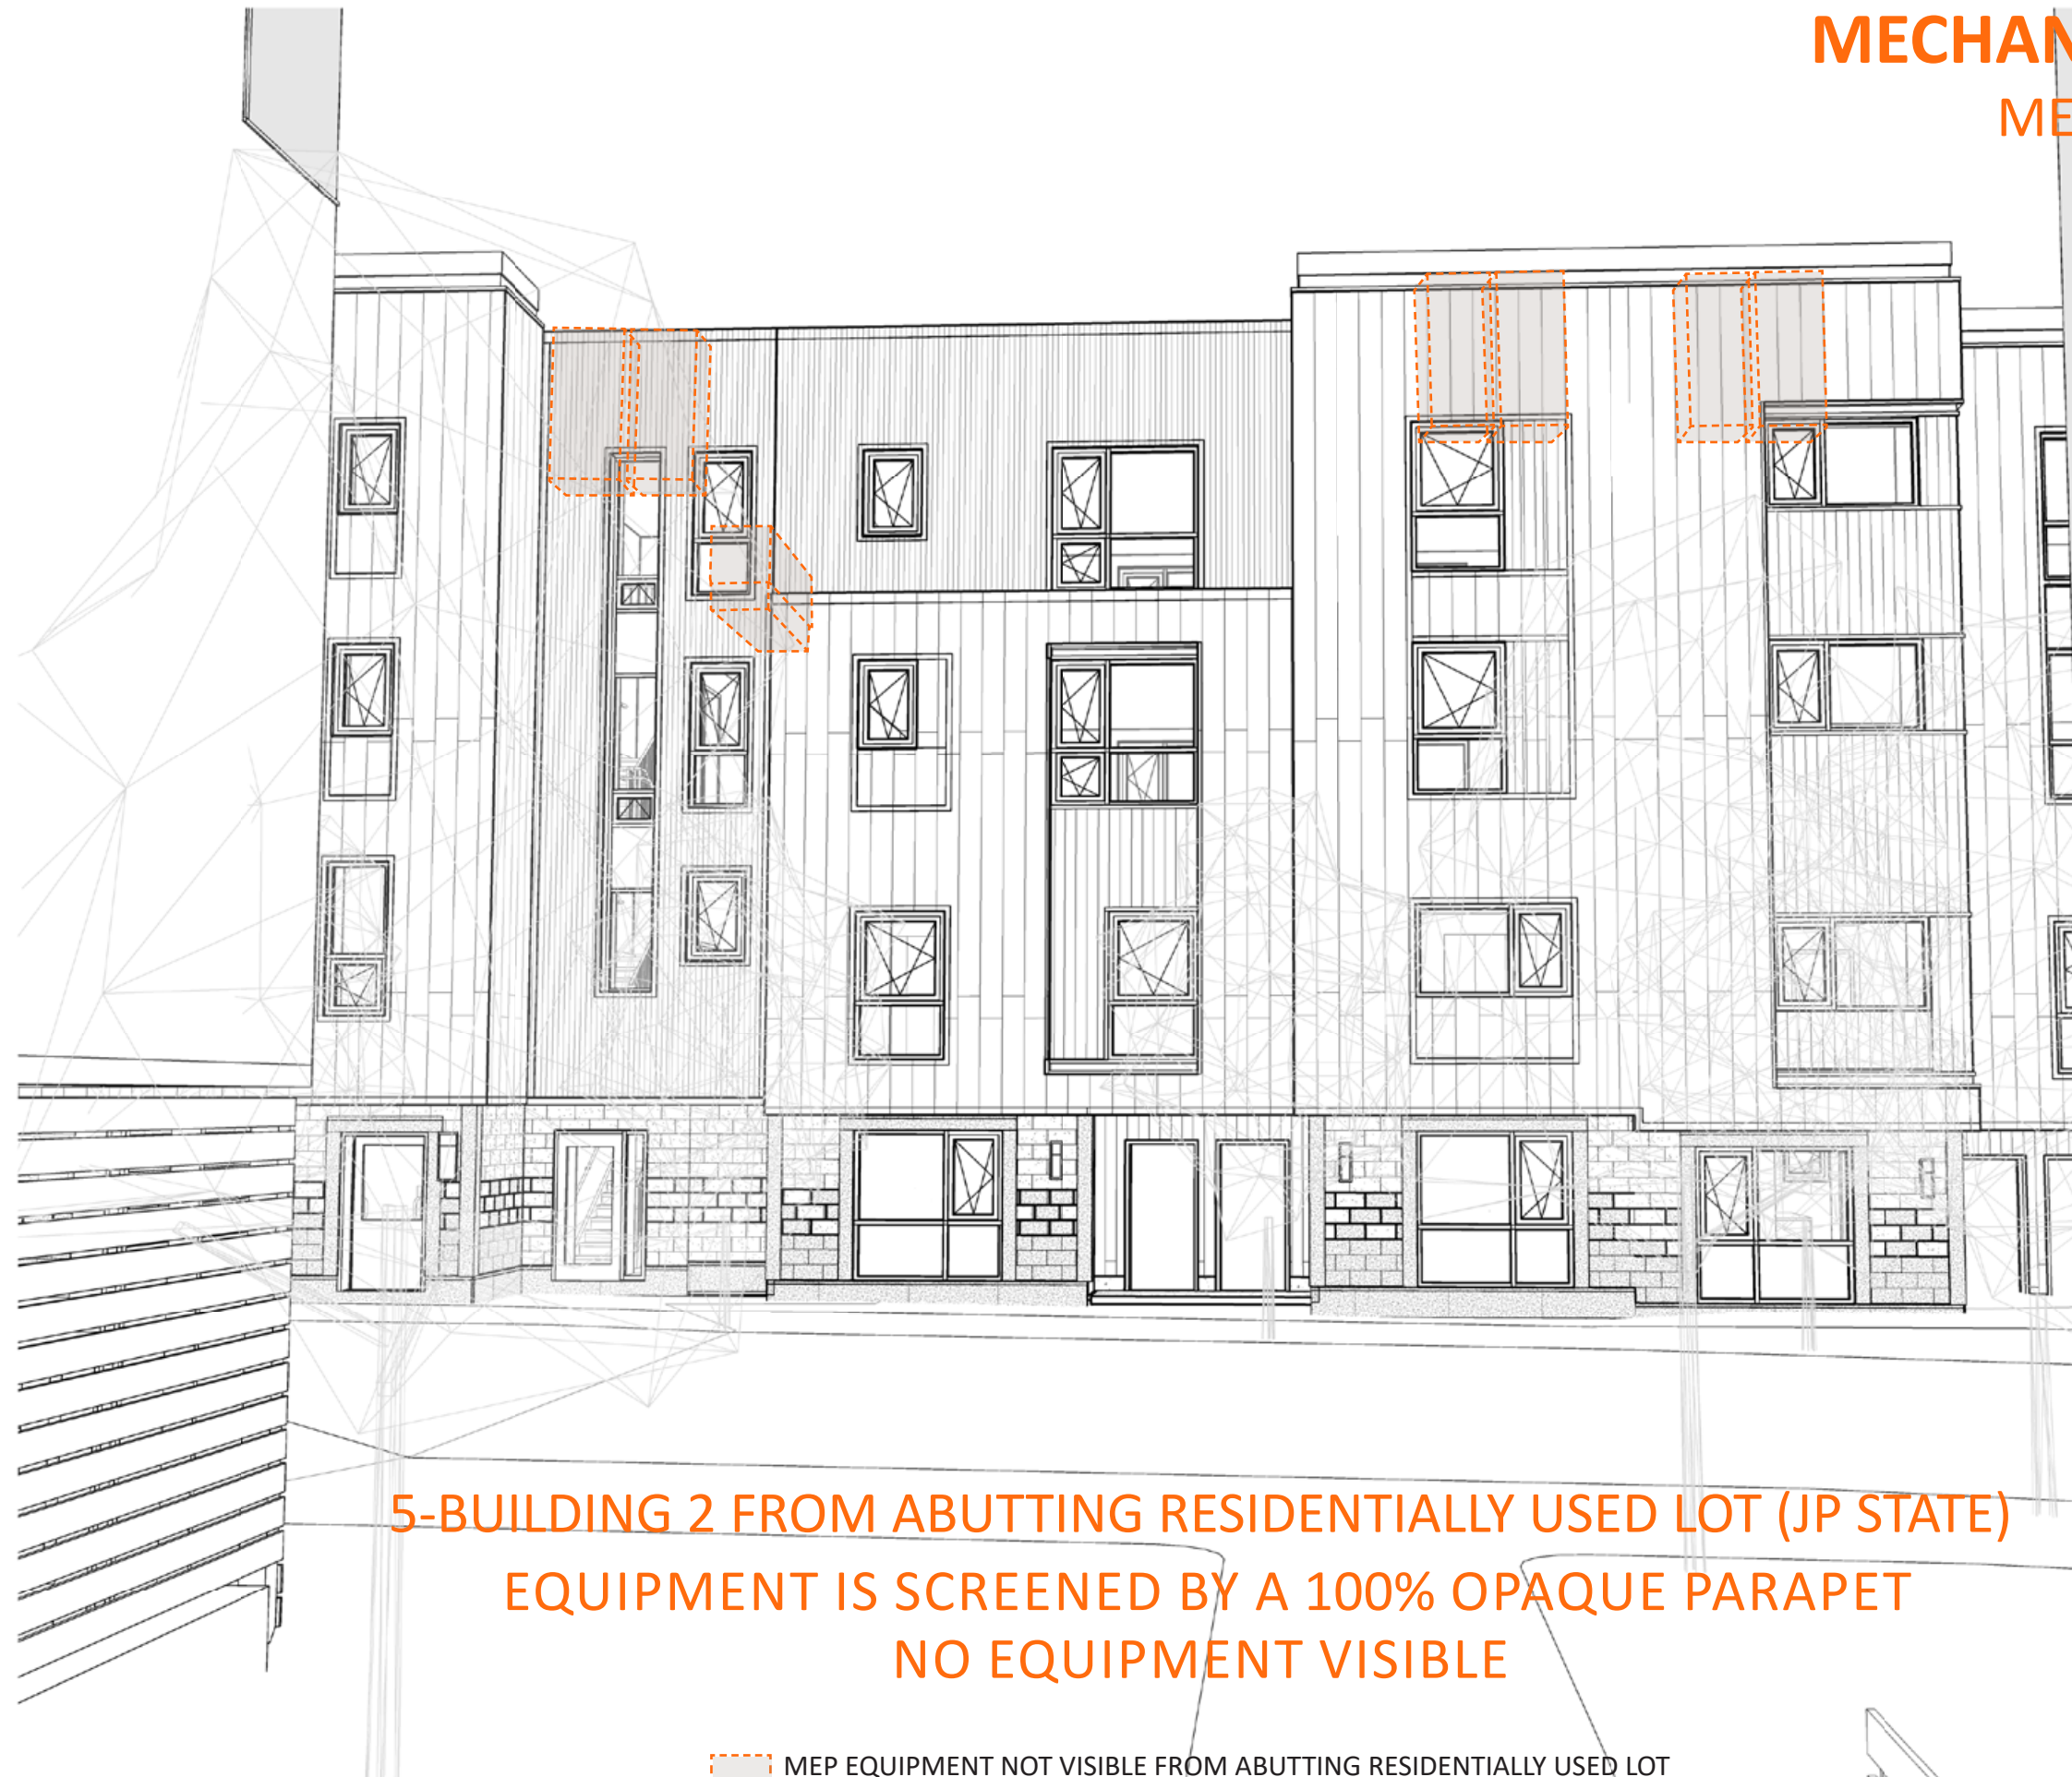 MECHAN
ME
5-BUILDING 2 FROM ABUTTING RESIDENTIALLY USED LOT (JP STATE)
EQUIPMENT IS SCREENED BY A 100% OPAQUE PARAPET
NO EQUIPMENT VISIBLE
MEP EQUIPMENT NOT VISIBLE FROM ABUTTING RESIDENTIALLY USED LOT